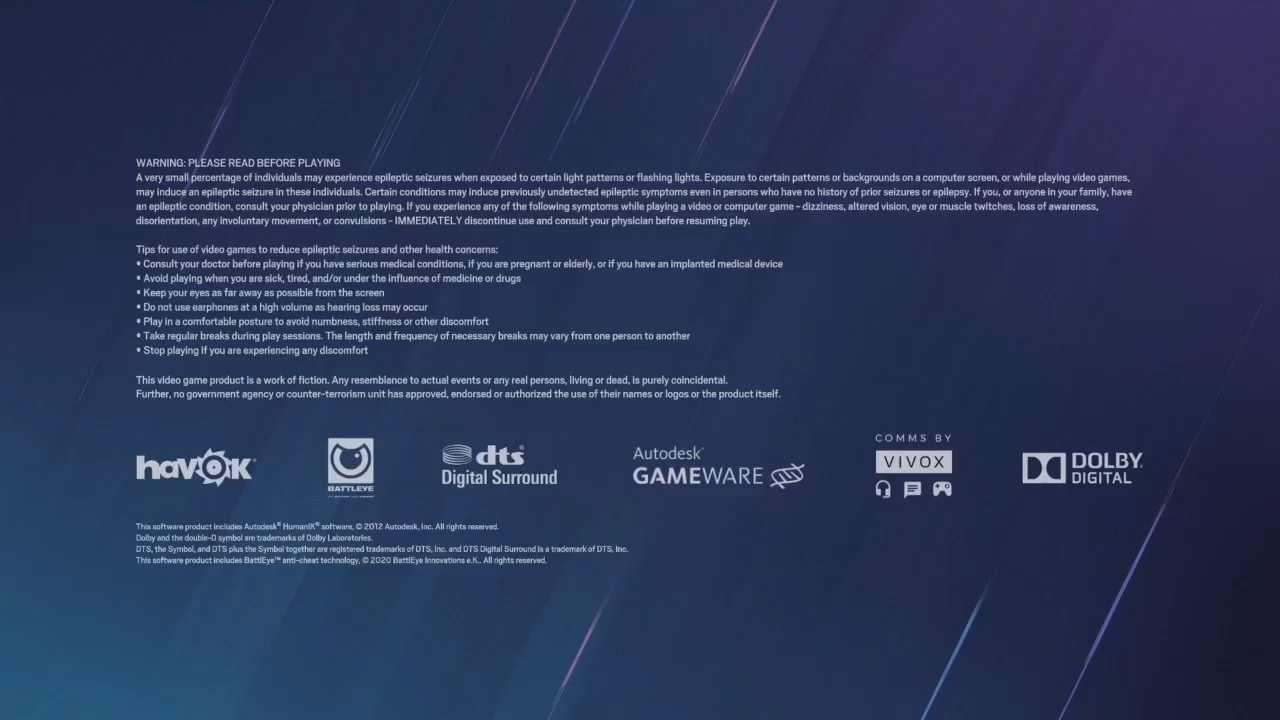 WARNING: PLEASE READ BEFORE PLAYING
A very small percentage of individuals may experience epileptic seizures when exposed to certain light patterns or flashing lights. Exposure to certain patterns or backgrounds on a computer screen, or while playing video games,
may induce an epileptic seizure in these individuals. Certain conditions may induce previously undetected epileptic symptoms even in persons who have no history of prior seizures or epilepsy. If you, or anyone in your family, have
an epileptic condition, consult your physician prior to playing. If you experience any of the following symptoms while playing a video or computer game – dizziness, altered vision, eye or muscle twitches, loss of awareness,
disorientation, any involuntary movement, or convulsions – IMMEDIATELY discontinue use and consult your physician before resuming play.
Tips for use of video games to reduce epileptic seizures and other health concerns:
• Consult your doctor before playing if you have serious medical conditions, if you are pregnant or elderly, or if you have an implanted medical device
• Avoid playing when you are sick, tired, and/or under the influence of medicine or drugs
• Keep your eyes as far away as possible from the screen
• Do not use earphones at a high volume as hearing loss may occur
• Play in a comfortable posture to avoid numbness, stiffness or other discomfort
• Take regular breaks during play sessions. The length and frequency of necessary breaks may vary from one person to another
• Stop playing if you are experiencing any discomfort
This video game product is a work of fiction. Any resemblance to actual events or any real persons, living or dead, is purely coincidental.
Further, no government agency or counter-terrorism unit has approved, endorsed or authorized the use of their names or logos or the product itself.
havok®
BATTLEYE
dts®
Digital Surround
Autodesk®
GAMEWARE
COMMS BY
VIVOX
DOLBY®
DIGITAL
This software product includes Autodesk® HumanIK® software, © 2012 Autodesk, Inc. All rights reserved.
Dolby and the double-D symbol are trademarks of Dolby Laboratories.
DTS, the Symbol, and DTS plus the Symbol together are registered trademarks of DTS, Inc. and DTS Digital Surround is a trademark of DTS, Inc.
This software product includes BattlEye™ anti-cheat technology, © 2020 BattlEye Innovations e.K.. All rights reserved.